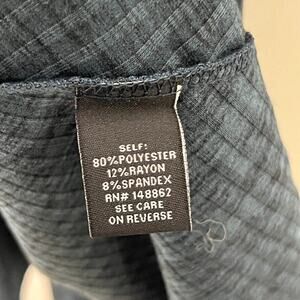 SELF:
80%POLYESTER
12%RAYON
8%SPANDEX
RN# 148862
SEE CARE
ON REVERSE